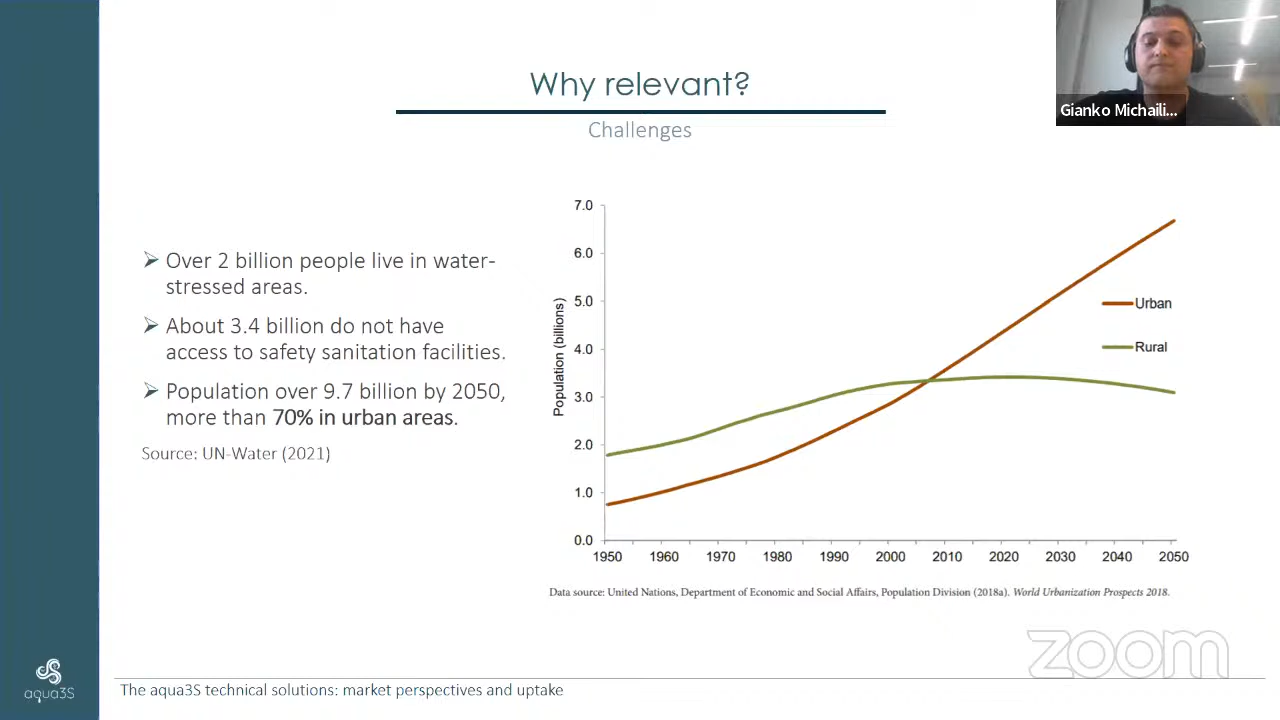 Why relevant?
Challenges
Gianko Michaili...
Over 2 billion people live in water-
stressed areas.
About 3.4 billion do not have
access to safety sanitation facilities.
Population over 9.7 billion by 2050,
more than 70% in urban areas.
Source: UN-Water (2021)
Population (billions)
7.0
6.0
5.0
4.0
3.0
2.0
1.0
0.0
1950 1960 1970 1980 1990 2000 2010 2020 2030 2040 2050
Urban
Rural
Data source: United Nations, Department of Economic and Social Affairs, Population Division (2018a). World Urbanization Prospects 2018.
zoom
aqua3S
The aqua3S technical solutions: market perspectives and uptake